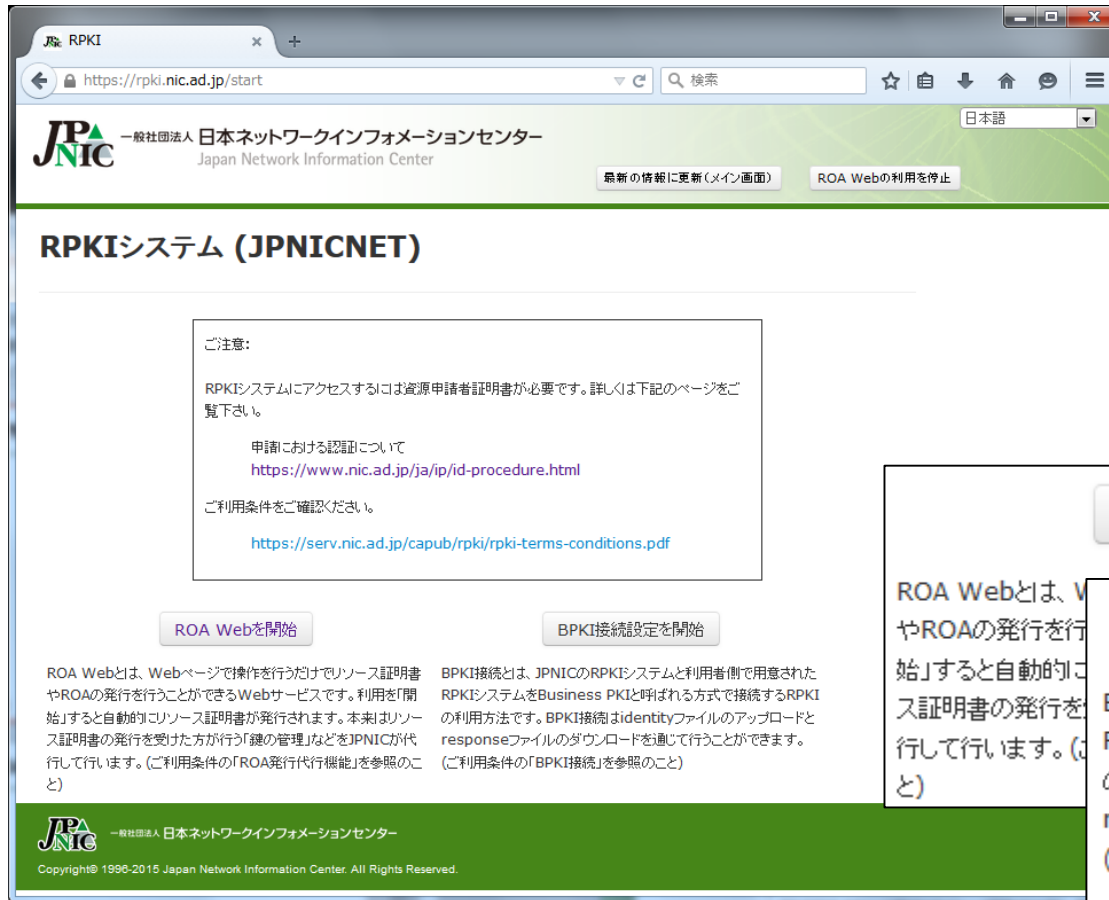 RPKI
https://rpki.nic.ad.jp/start
検索
JPNIC 一般社団法人 日本ネットワークインフォメーションセンター
Japan Network Information Center
日本語
最新の情報に更新(メイン画面)
ROA Webの利用を停止
RPKIシステム (JPNICNET)
ご注意:
RPKIシステムにアクセスするには資源申請者証明書が必要です。詳しくは下記のページをご
覧下さい。
申請における認証について
https://www.nic.ad.jp/ja/ip/id-procedure.html
ご利用条件をご確認ください。
https://serv.nic.ad.jp/capub/rpki/rpki-terms-conditions.pdf
ROA Webを開始
ROA Webとは、Webページで操作を行うだけでリソース証明書
やROAの発行を行うことができるWebサービスです。利用を「開
始」すると自動的にリソース証明書が発行されます。本来はリソー
ス証明書の発行を受けた方が行う「鍵の管理」などをJPNICが代
行して行います。(ご利用条件の「ROA発行代行機能」を参照のこ
と)
BPKI接続設定を開始
BPKI接続とは、JPNICのRPKIシステムと利用者側で用意された
RPKIシステムをBusiness PKIと呼ばれる方式で接続するRPKI
の利用方法です。BPKI接続はidentityファイルのアップロードと
responseファイルのダウンロードを通じて行うことができます。
(ご利用条件の「BPKI接続」を参照のこと)
ROA Webとは、
やROAの発行を行
始」すると自動的に
ス証明書の発行を
行して行います。(
と)
JPNIC 一般社団法人 日本ネットワークインフォメーションセンター
Copyright© 1996-2015 Japan Network Information Center. All Rights Reserved.